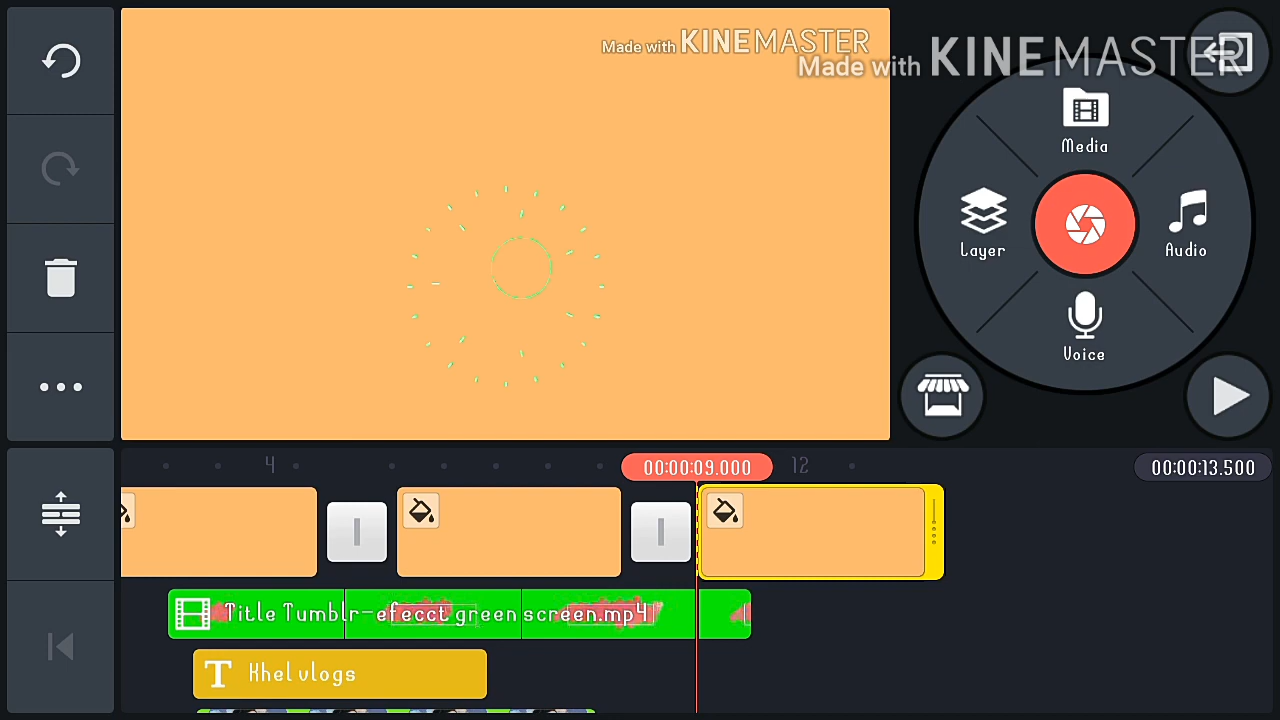 Made with KINEMASTER
Made with KINEMASTER
Media
Layer
Audio
Voice
4
00:00:09.000
12
00:00:13.500
Title Tumblr-efecct green screen.mp4
T Khel vlogs